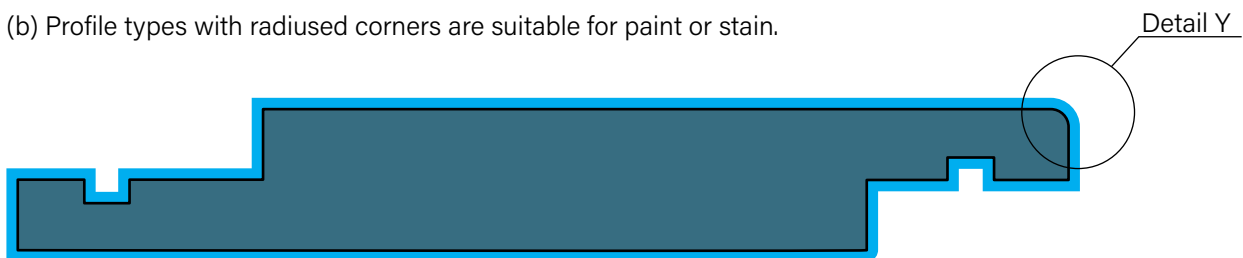 (b) Profile types with radiused corners are suitable for paint or stain.
Detail Y